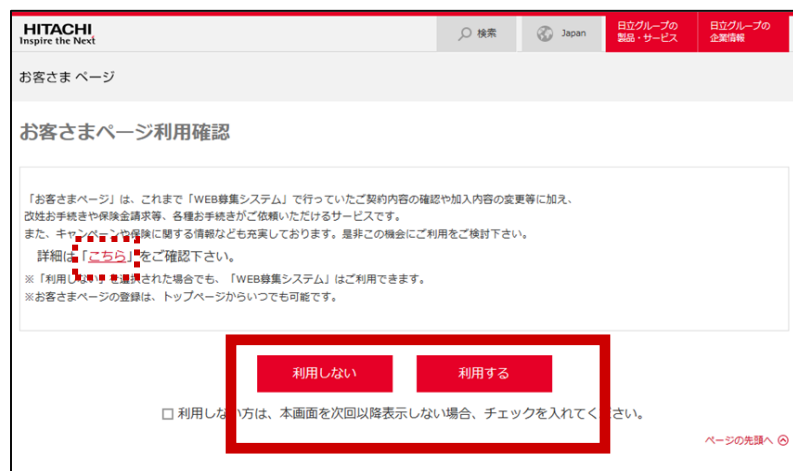 HITACHI
Inspire the Next
検索
Japan
日立グループの
製品・サービス
日立グループの
企業情報
お客さま ページ
お客さまページ利用確認
「お客さまページ」は、これまで「WEB募集システム」で行っていたご契約内容の確認や加入内容の変更等に加え、
改姓お手続きや保険金請求等、各種お手続きがご依頼いただけるサービスです。
また、キャンペーンや保険に関する情報なども充実しております。是非この機会にご利用をご検討下さい。
詳細は「こちら」をご確認下さい。
※「利用しない」を選択された場合でも、「WEB募集システム」はご利用できます。
※お客さまページの登録は、トップページからいつでも可能です。
利用しない
利用する
利用しない方は、本画面を次回以降表示しない場合、チェックを入れてください。
ページの先頭へ